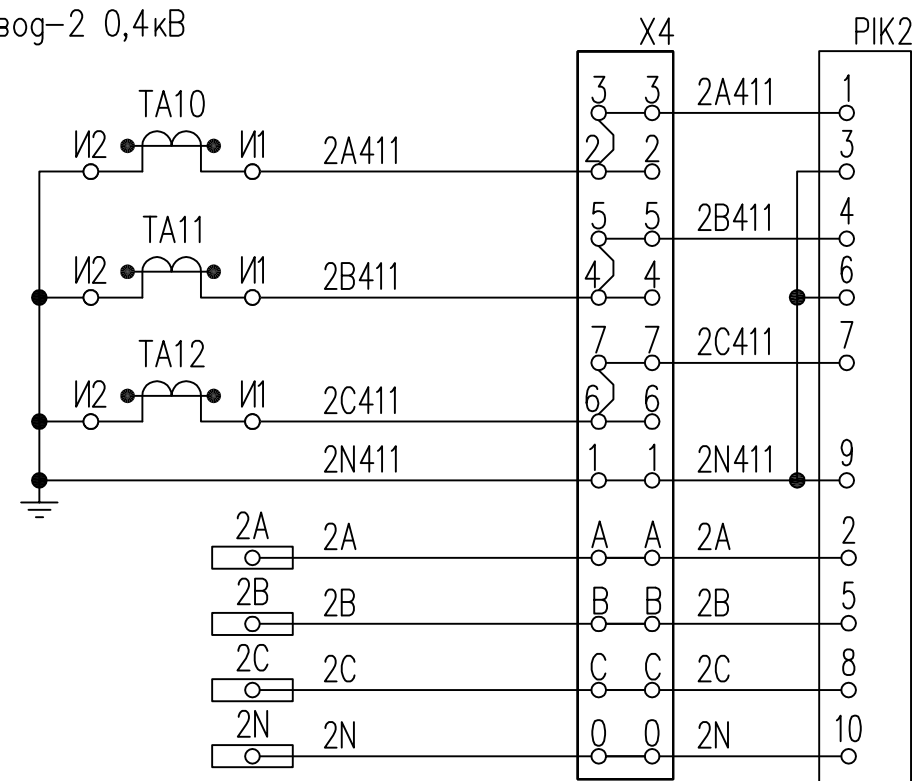 вод-2 0,4кВ
X4 PIK2
TA10 3 3 2A411 1
И2 И1 2A411 2 2 3
TA11 5 5 2B411 4
И2 И1 2B411 4 4 6
TA12 7 7 2C411 7
И2 И1 2C411 6 6
2N411 1 1 2N411 9
2A 2A A A 2A 2
2B 2B B B 2B 5
2C 2C C C 2C 8
2N 2N 0 0 2N 10